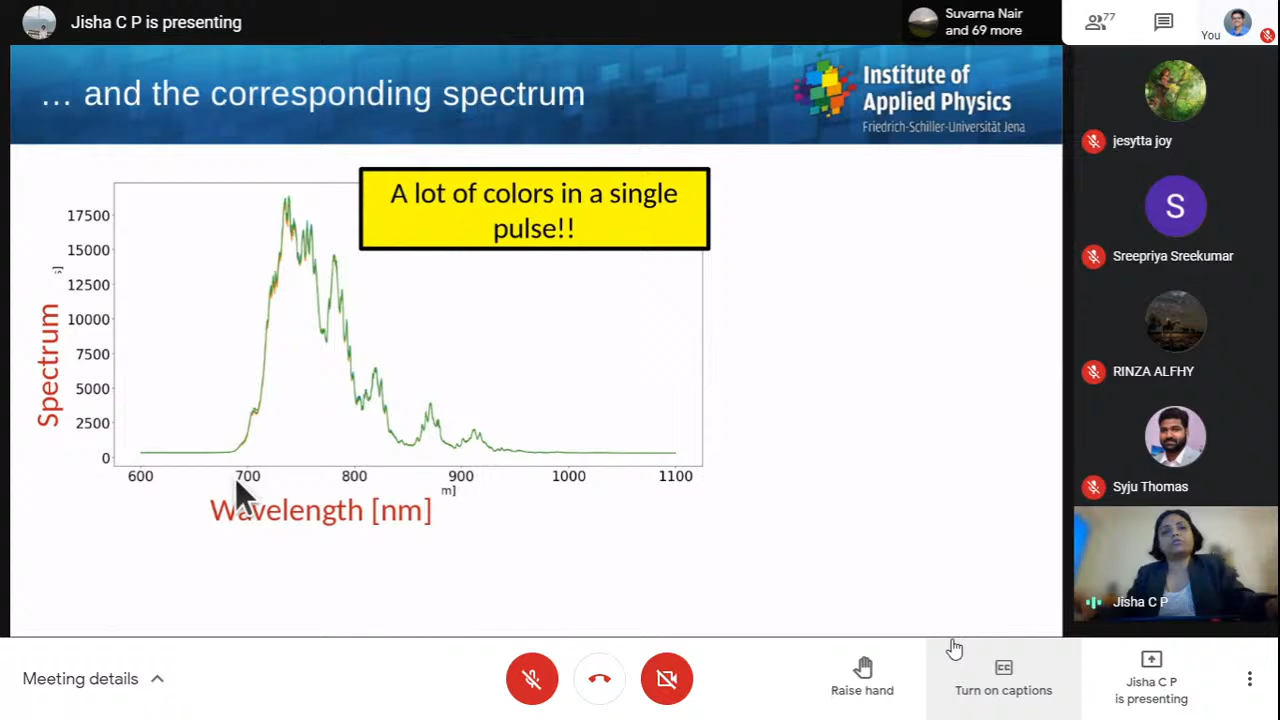 Jisha C P is presenting
Suvarna Nair
and 69 more
77
You
… and the corresponding spectrum
Institute of
Applied Physics
Friedrich-Schiller-Universität Jena
A lot of colors in a single
pulse!!
17500
15000
12500
10000
7500
5000
2500
0
s]
Spectrum
600 700 800 900 1000 1100
m]
Wavelength [nm]
jesytta joy
S
Sreepriya Sreekumar
RINZA ALFHY
Syju Thomas
Jisha C P
Meeting details
Raise hand
CC
Turn on captions
Jisha C P
is presenting